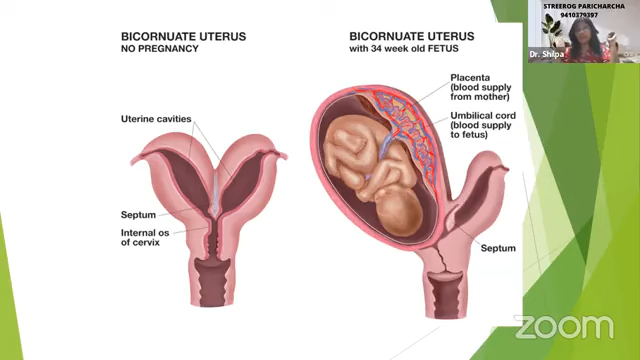 BICORNUATE UTERUS
NO PREGNANCY
Uterine cavities
Septum
Internal os
of cervix
BICORNUATE UTERUS
with 34 week old FETUS
Placenta
(blood supply
from mother)
Umbilical cord
(blood supply
to fetus)
Septum
STREEROG PARICHARCHA
9410379397
Dr. Shilpa
zoom